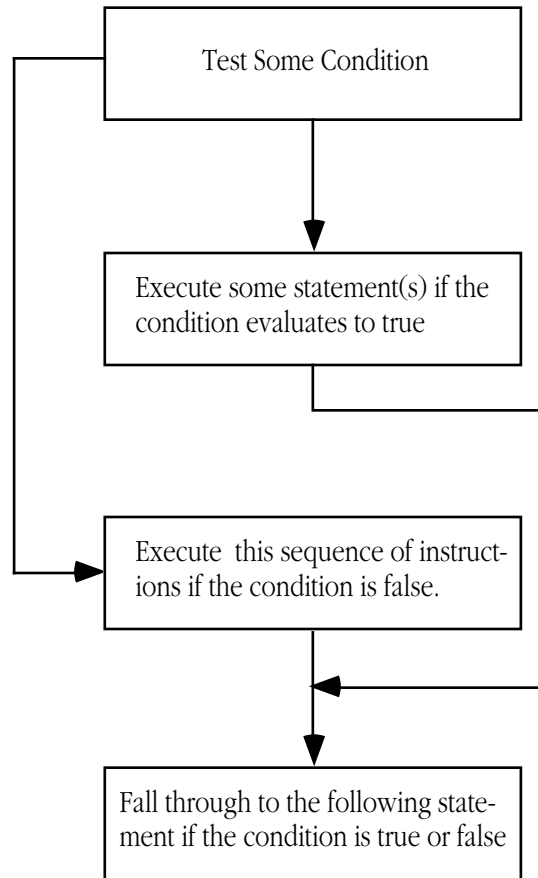 Test Some Condition
Execute some statement(s) if the
condition evaluates to true
Execute  this sequence of instruct-
ions if the condition is false.
Fall through to the following state-
ment if the condition is true or false